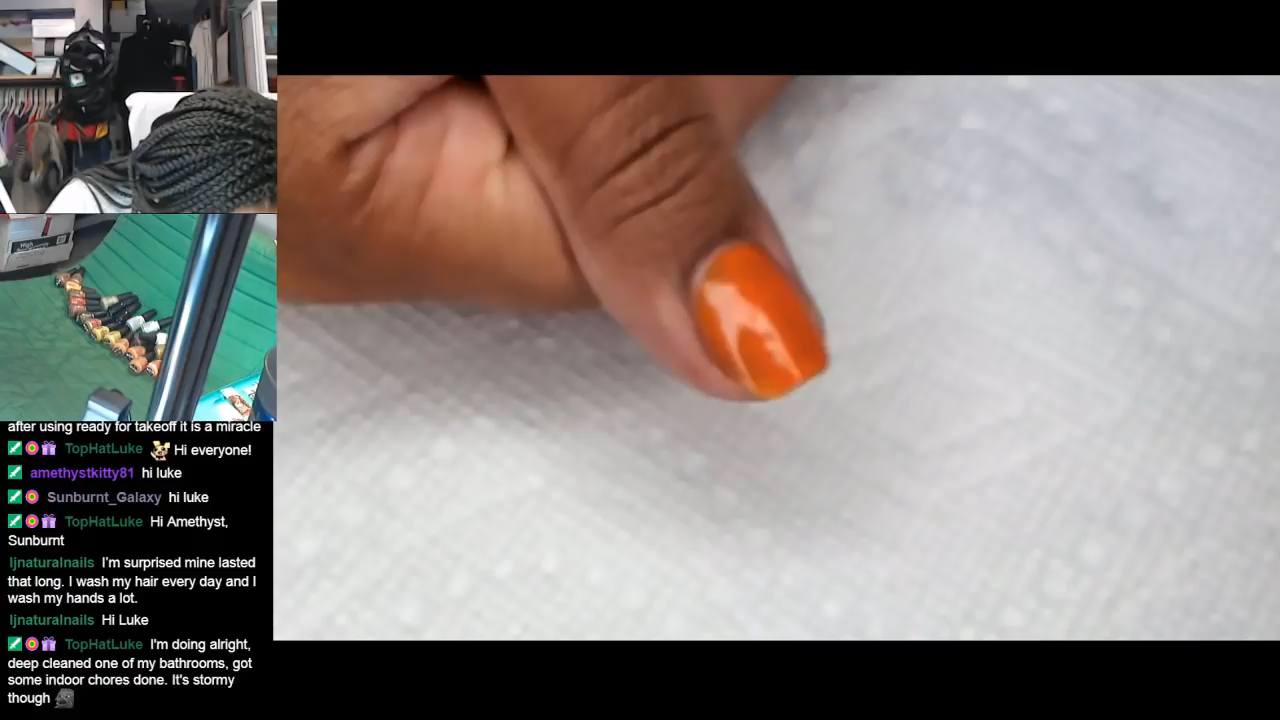 High
after using ready for takeoff it is a miracle
TopHatLuke Hi everyone!
amethystkitty81 hi luke
Sunburnt_Galaxy hi luke
TopHatLuke Hi Amethyst,
Sunburnt
ljnaturalnails I'm surprised mine lasted
that long. I wash my hair every day and I
wash my hands a lot.
ljnaturalnails Hi Luke
TopHatLuke I'm doing alright,
deep cleaned one of my bathrooms, got
some indoor chores done. It's stormy
though